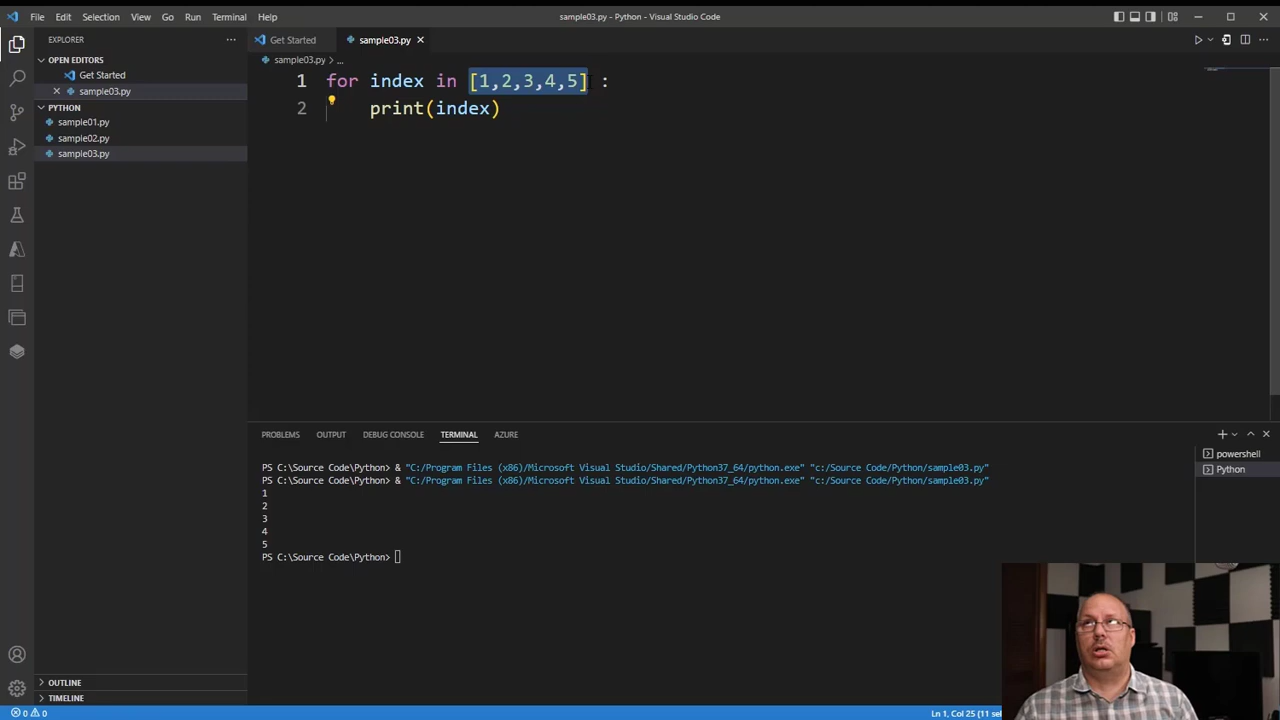 File Edit Selection View Go Run Terminal Help
sample03.py - Python - Visual Studio Code
EXPLORER
OPEN EDITORS
Get Started
sample03.py
PYTHON
sample01.py
sample02.py
sample03.py
OUTLINE
TIMELINE
Get Started
sample03.py
sample03.py > ...
1 for index in [1,2,3,4,5] :
2 print(index)
PROBLEMS OUTPUT DEBUG CONSOLE TERMINAL AZURE
PS C:\Source Code\Python> & "C:/Program Files (x86)/Microsoft Visual Studio/Shared/Python37_64/python.exe" "c:/Source Code/Python/sample03.py"
PS C:\Source Code\Python> & "C:/Program Files (x86)/Microsoft Visual Studio/Shared/Python37_64/python.exe" "c:/Source Code/Python/sample03.py"
1
2
3
4
5
PS C:\Source Code\Python>
powershell
Python
0 0
Ln 1, Col 25 (11 sel